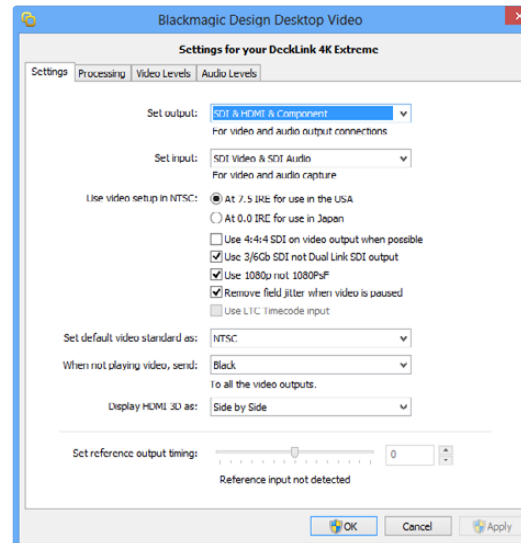 Blackmagic Design Desktop Video
Settings for your DeckLink 4K Extreme
Settings Processing Video Levels Audio Levels
Set output: SDI & HDMI & Component
For video and audio output connections
Set input: SDI Video & SDI Audio
For video and audio capture
Use video setup in NTSC: At 7.5 IRE for use in the USA
At 0.0 IRE for use in Japan
Use 4:4:4 SDI on video output when possible
Use 3/6Gb SDI not Dual Link SDI output
Use 1080p not 1080PsF
Remove field jitter when video is paused
Use LTC Timecode input
Set default video standard as: NTSC
When not playing video, send: Black
To all the video outputs.
Display HDMI 3D as: Side by Side
Set reference output timing: 0
Reference input not detected
OK Cancel Apply